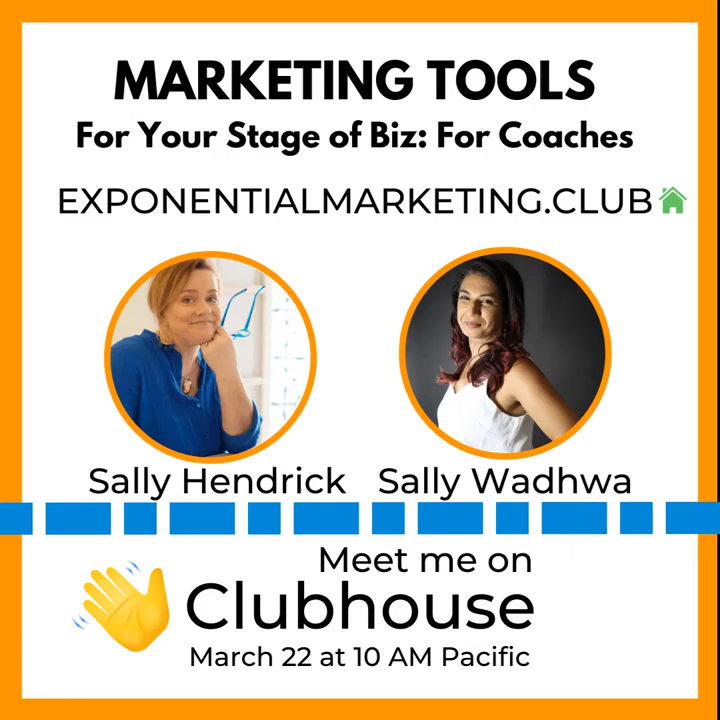 MARKETING TOOLS
For Your Stage of Biz: For Coaches
EXPONENTIALMARKETING.CLUB
Sally Hendrick
Sally Wadhwa
Meet me on
Clubhouse
March 22 at 10 AM Pacific